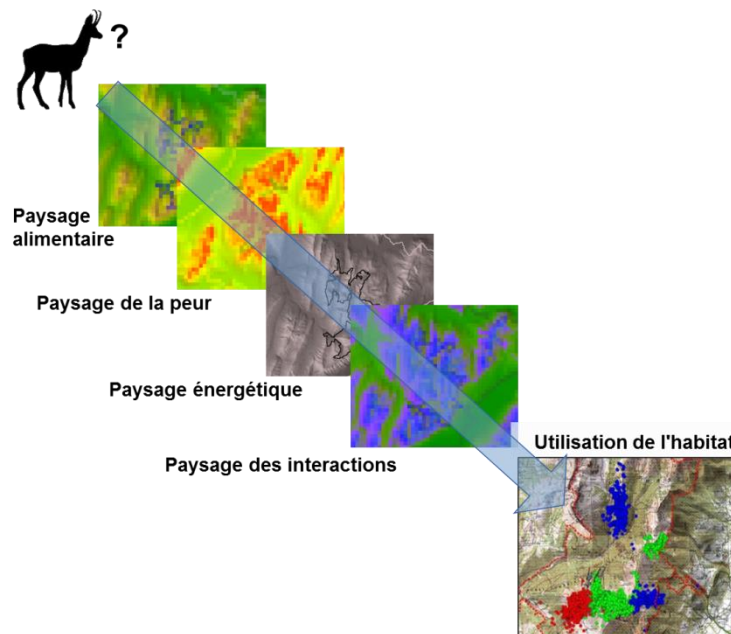 ?
Paysage
alimentaire
Paysage de la peur
Paysage énergétique
Paysage des interactions
Utilisation de l'habitat